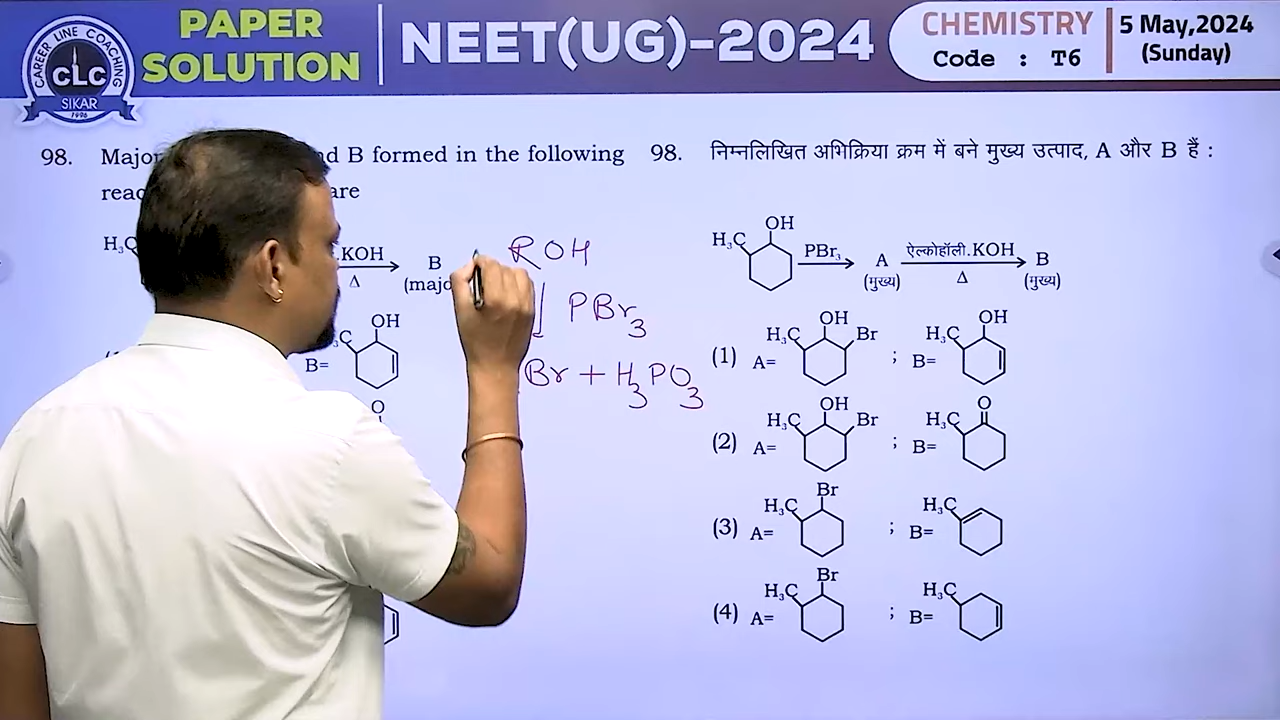 CAREER LINE COACHING
CLC
SIKAR
1996
PAPER
SOLUTION
NEET(UG)-2024
CHEMISTRY
Code : T6
5 May,2024
(Sunday)
98. Major nd B formed in the following
are
H₃C .KOH B
Δ (majo
OH
B=
O
ROH
PBr₃
Br + H₃PO₃
98. निम्नलिखित अभिक्रिया क्रम में बने मुख्य उत्पाद, A और B हैं :
OH
H₃C PBr₃ A ऐल्कोहॉली.KOH B
(मुख्य) Δ (मुख्य)
OH OH
(1) A= H₃C Br ; B= H₃C
OH O
(2) A= H₃C Br ; B= H₃C
Br
(3) A= H₃C ; B= H₃C
Br
(4) A= H₃C ; B= H₃C